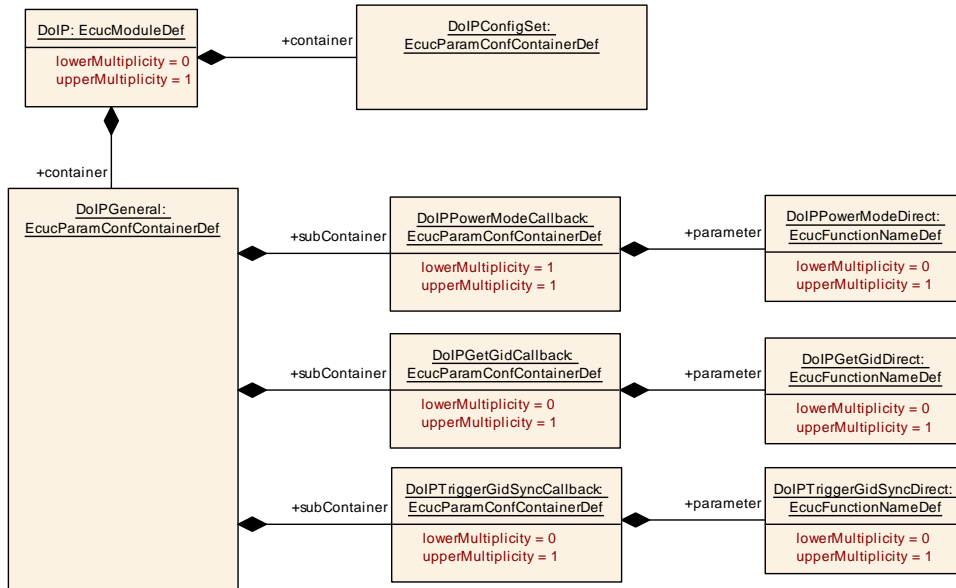 DoIP: EcucModuleDef
lowerMultiplicity = 0
upperMultiplicity = 1
+container
DoIPConfigSet:
EcucParamConfContainerDef
+container
DoIPGeneral:
EcucParamConfContainerDef
+subContainer
DoIPPowerModeCallback:
EcucParamConfContainerDef
lowerMultiplicity = 1
upperMultiplicity = 1
+parameter
DoIPPowerModeDirect:
EcucFunctionNameDef
lowerMultiplicity = 0
upperMultiplicity = 1
+subContainer
DoIPGetGidCallback:
EcucParamConfContainerDef
lowerMultiplicity = 0
upperMultiplicity = 1
+parameter
DoIPGetGidDirect:
EcucFunctionNameDef
lowerMultiplicity = 0
upperMultiplicity = 1
+subContainer
DoIPTriggerGidSyncCallback:
EcucParamConfContainerDef
lowerMultiplicity = 0
upperMultiplicity = 1
+parameter
DoIPTriggerGidSyncDirect:
EcucFunctionNameDef
lowerMultiplicity = 0
upperMultiplicity = 1